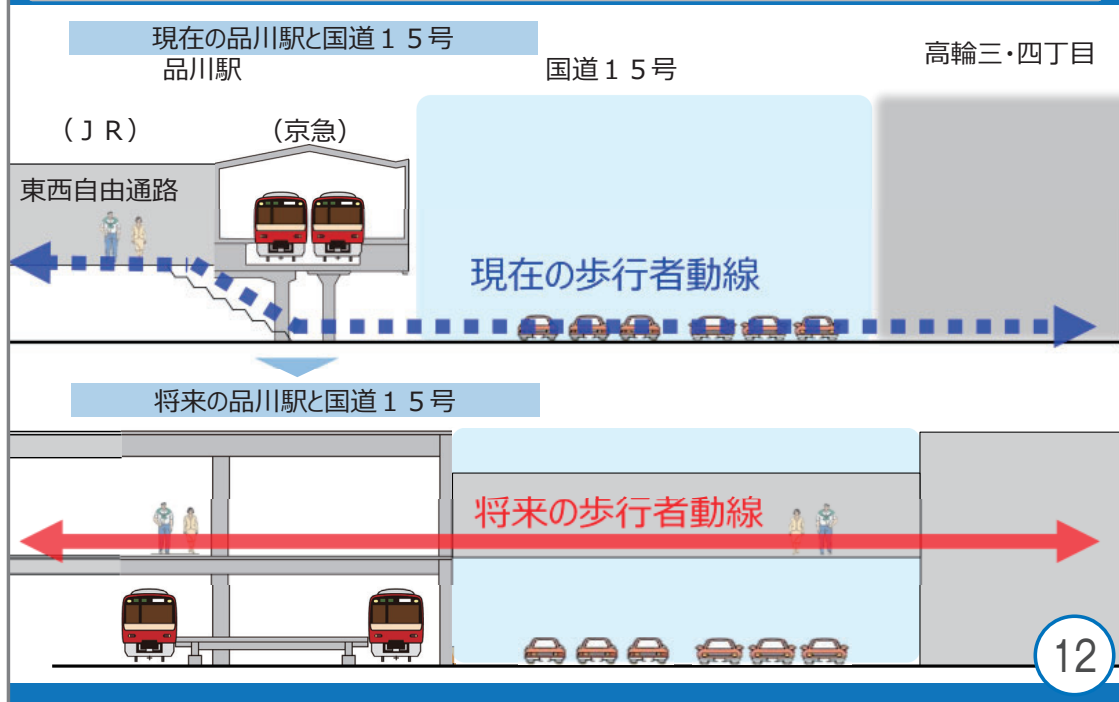 現在の品川駅と国道１５号
品川駅
国道１５号
高輪三・四丁目
（ＪＲ）
（京急）
東西自由通路
現在の歩行者動線
将来の品川駅と国道１５号
将来の歩行者動線
12